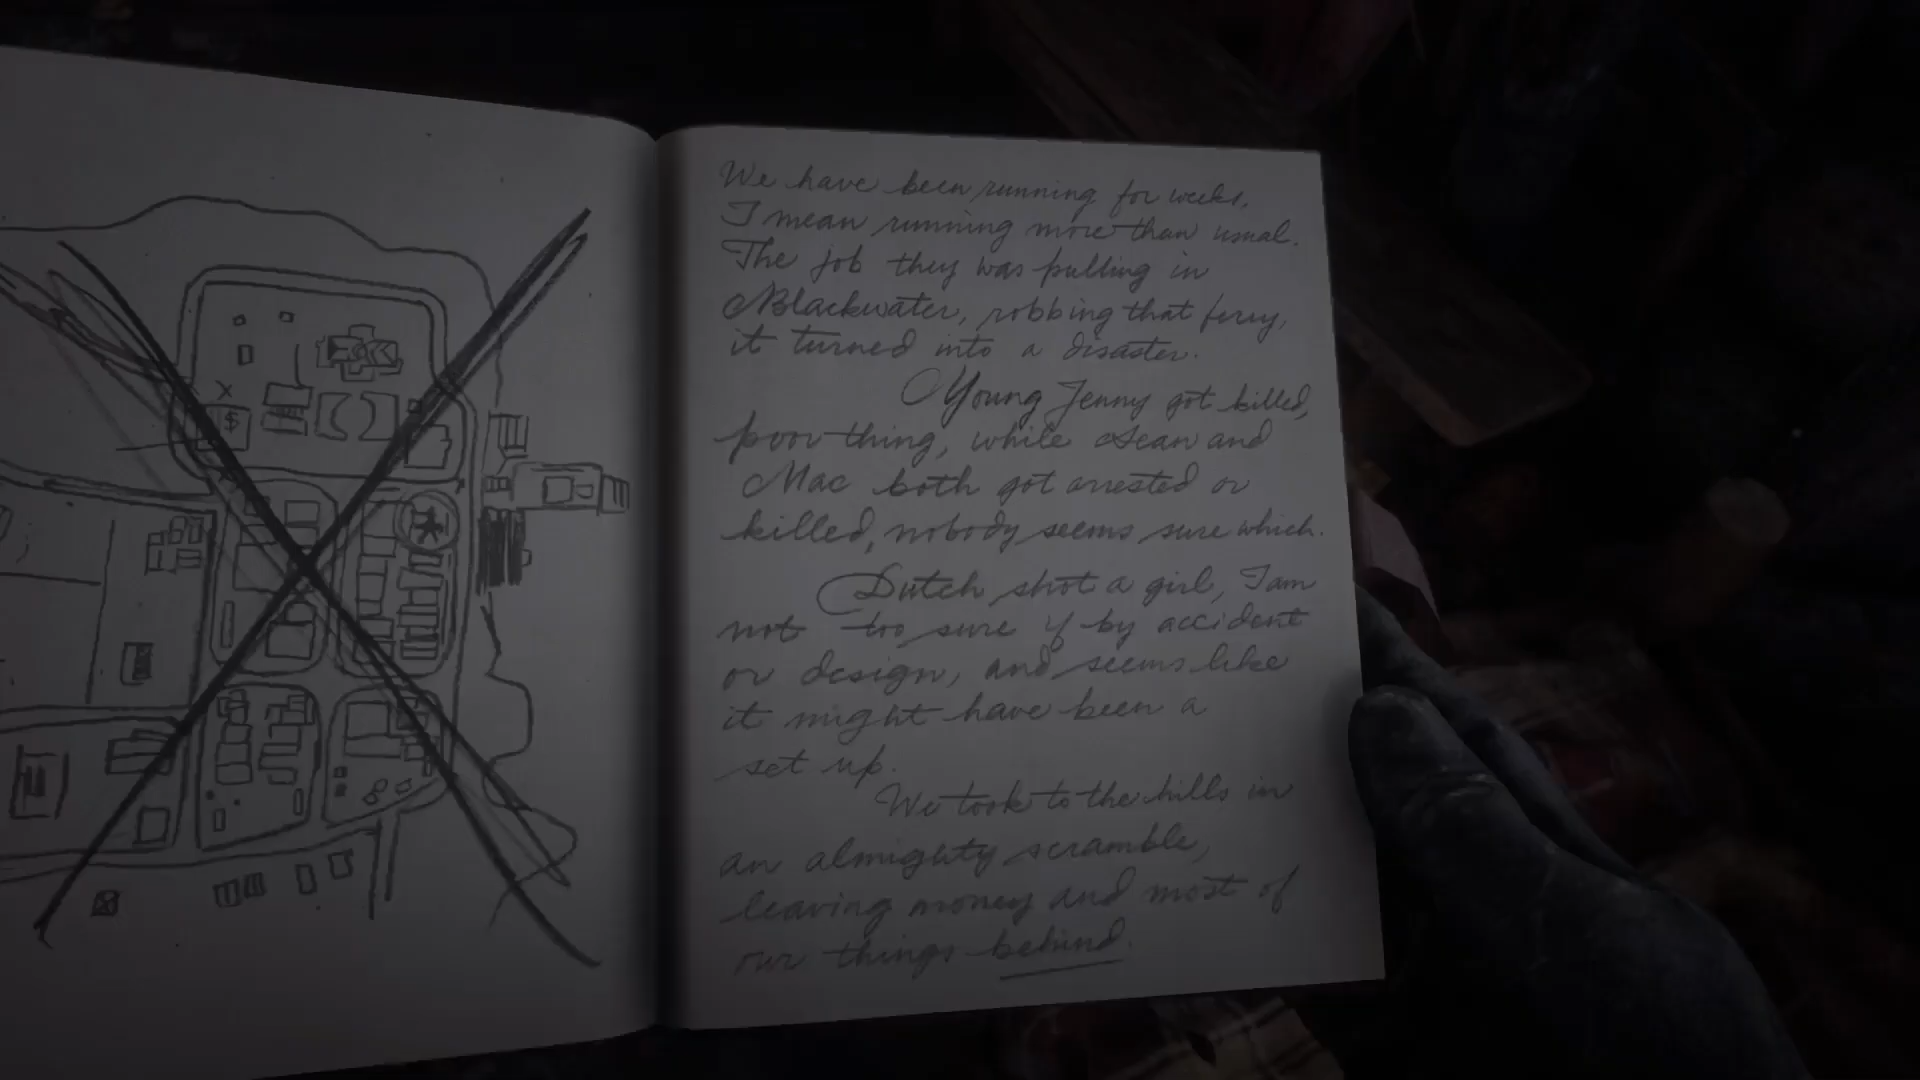 X
$
We have been running for weeks,
I mean running more than usual.
The job they was pulling in
Blackwater, robbing that ferry,
it turned into a disaster.
Young Jenny got killed,
poor thing, while Sean and
Mac both got arrested or
killed, nobody seems sure which.
Dutch shot a girl, I am
not too sure if by accident
or design, and seems like
it might have been a
set up.
We took to the hills in
an almighty scramble,
leaving money and most of
our things behind.